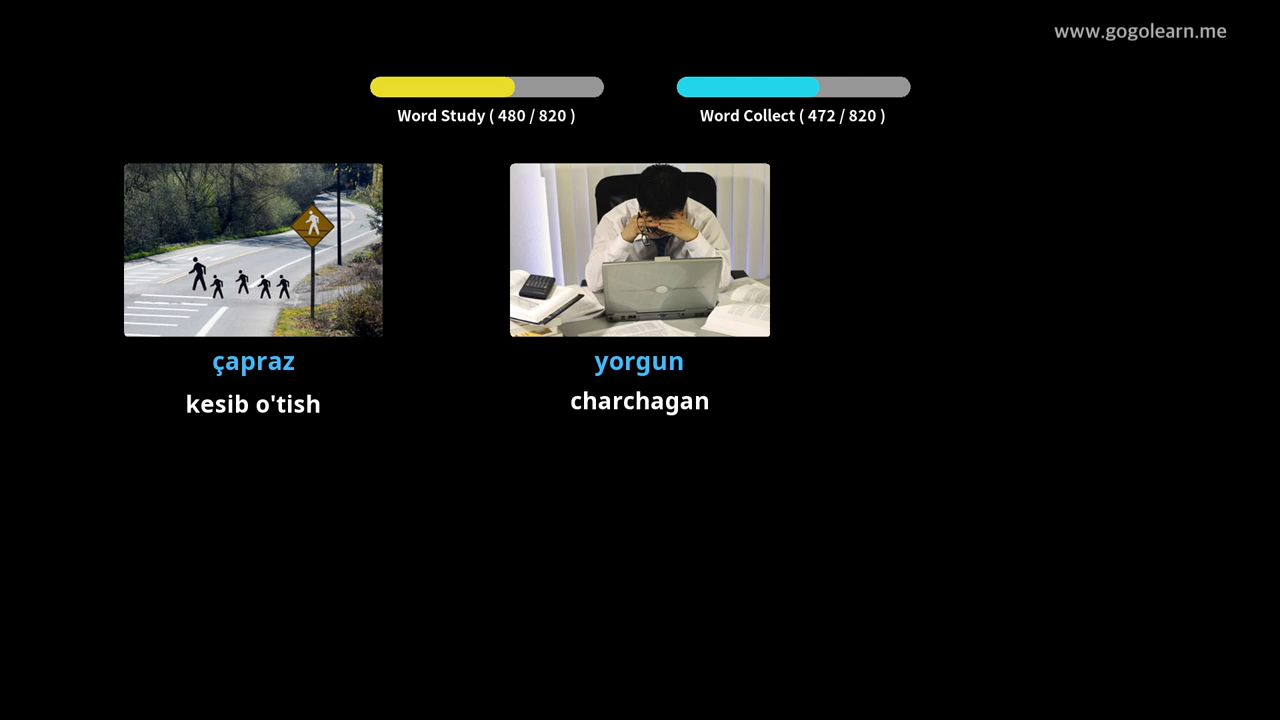 www.gogolearn.me
Word Study ( 480 / 820 )
Word Collect ( 472 / 820 )
çapraz
yorgun
kesib o'tish
charchagan